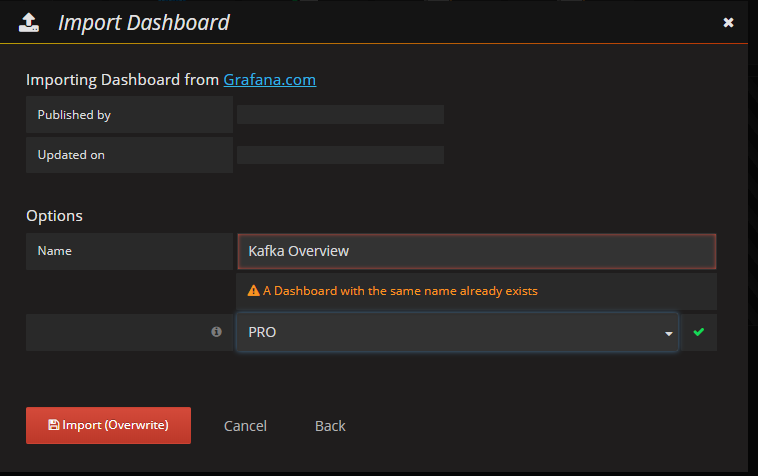 Import Dashboard
Importing Dashboard from Grafana.com
Published by
Updated on
Options
Name
Kafka Overview
A Dashboard with the same name already exists
PRO
Import (Overwrite)
Cancel
Back